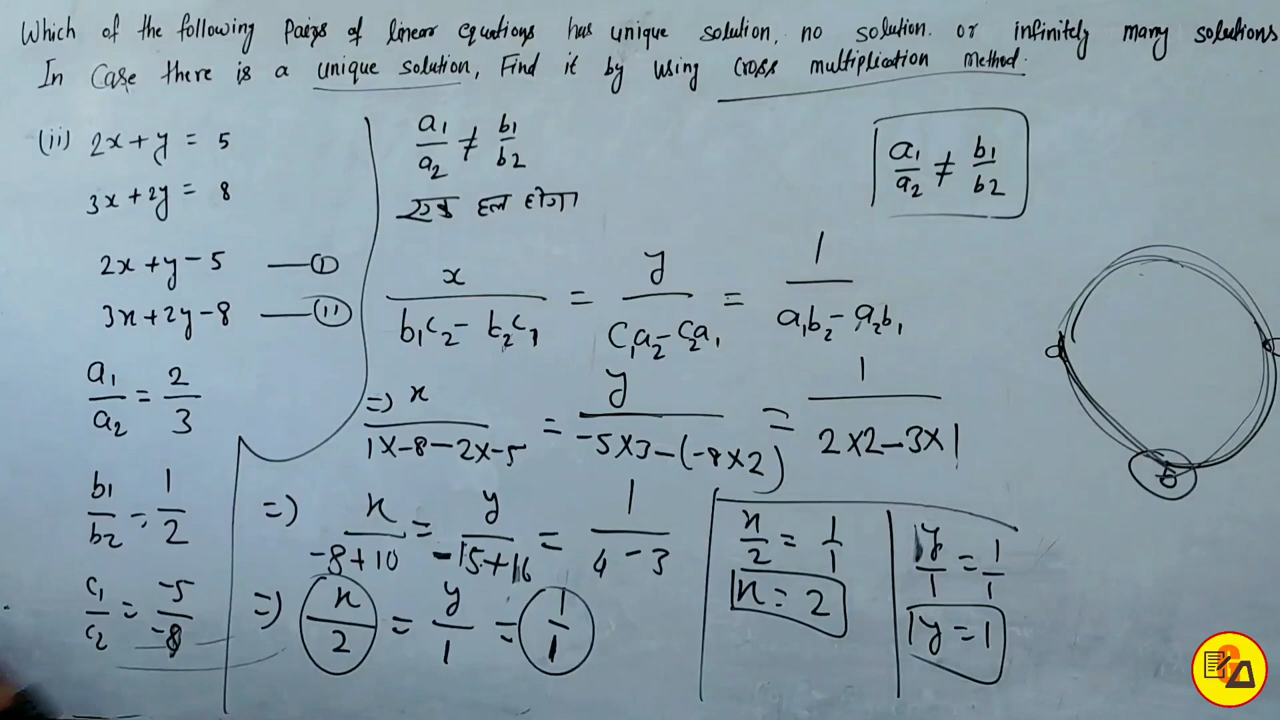 Which of the following Pairs of linear equations has unique solution, no solution. or infinitely many solutions
In Case there is a unique solution, Find it by using cross multiplication method.
(ii) 2x + y = 5
3x + 2y = 8
2x + y - 5 — (I)
3x + 2y - 8 — (II)
a₁/a₂ = 2/3
b₁/b₂ = 1/2
c₁/c₂ = -5/-8
a₁/a₂ ≠ b₁/b₂
एक हल होगा
a₁/a₂ ≠ b₁/b₂
x/(b₁c₂ - b₂c₁) = y/(c₁a₂ - c₂a₁) = 1/(a₁b₂ - a₂b₁)
=> x/(1×-8-2×-5) = y/(-5×3-(-8×2)) = 1/(2×2-3×1)
=> x/(-8+10) = y/(-15+16) = 1/(4-3)
=> x/2 = y/1 = 1/1
x/2 = 1/1
x = 2
y/1 = 1/1
y = 1